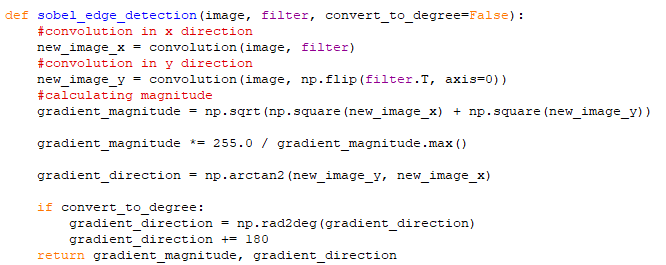 def sobel_edge_detection(image, filter, convert_to_degree=False):
    #convolution in x direction
    new_image_x = convolution(image, filter)
    #convolution in y direction
    new_image_y = convolution(image, np.flip(filter.T, axis=0))
    #calculating magnitude
    gradient_magnitude = np.sqrt(np.square(new_image_x) + np.square(new_image_y))
    gradient_magnitude *= 255.0 / gradient_magnitude.max()
    gradient_direction = np.arctan2(new_image_y, new_image_x)
    if convert_to_degree:
        gradient_direction = np.rad2deg(gradient_direction)
        gradient_direction += 180
    return gradient_magnitude, gradient_direction